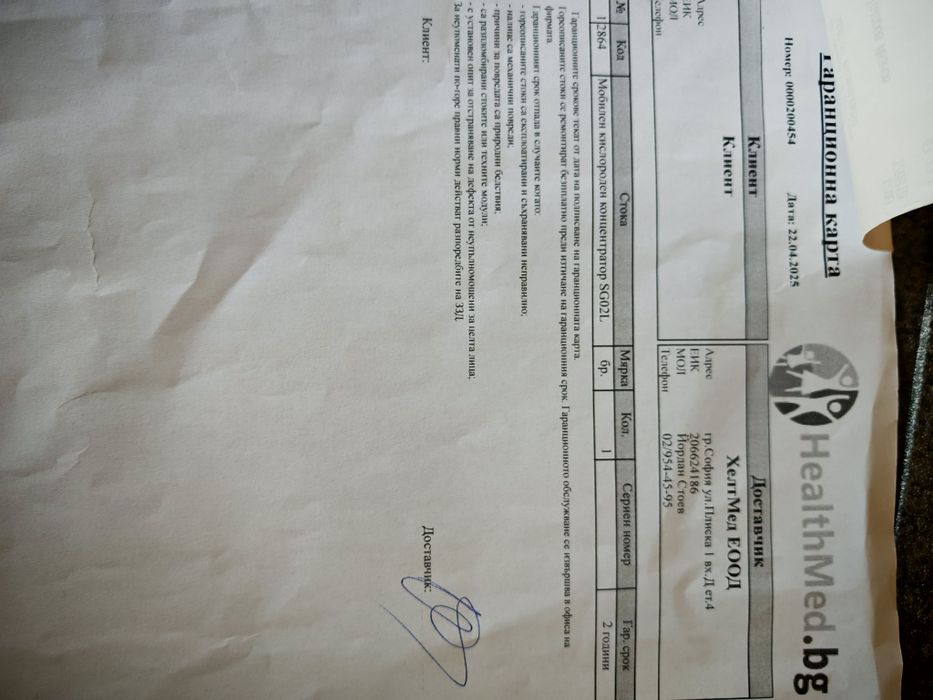 HealthMed.bg
Гаранционна карта
Номер: 0000200454 Дата: 22.04.2025
Клиент Доставчик
Клиент ХелтМед ЕООД
Адрес Адрес гр.София ул.Плиска 1 вх.Д ет.4
ЕИК ЕИК 206624186
МОЛ МОЛ Йордан Стоев
Телефон Телефон 02/954-45-95
№ Код Стока Мярка Кол. Сериен номер Гар. срок
1 2864 Мобилен кислороден концентратор SG02L бр. 1 2 години
Гаранционните срокове текат от дата на подписване на гаранционната карта.
Гореописаните стоки се ремонтират безплатно преди изтичане на гаранционния срок. Гаранционното обслужване се извършва в офиса на
фирмата.
Гаранционният срок отпада в случаите когато:
- гореописаните стоки са експлоатирани и съхранявани неправилно;
- налице са механични повреди;
- причини за повредата са природни бедствия;
- са разпломбирани стоките или техните модули;
- е установен опит за отстраняване на дефекта от неупълномощени за целта лица;
За неупоменати по-горе правни норми действат разпоредбите на ЗЗД.
Клиент: Доставчик: